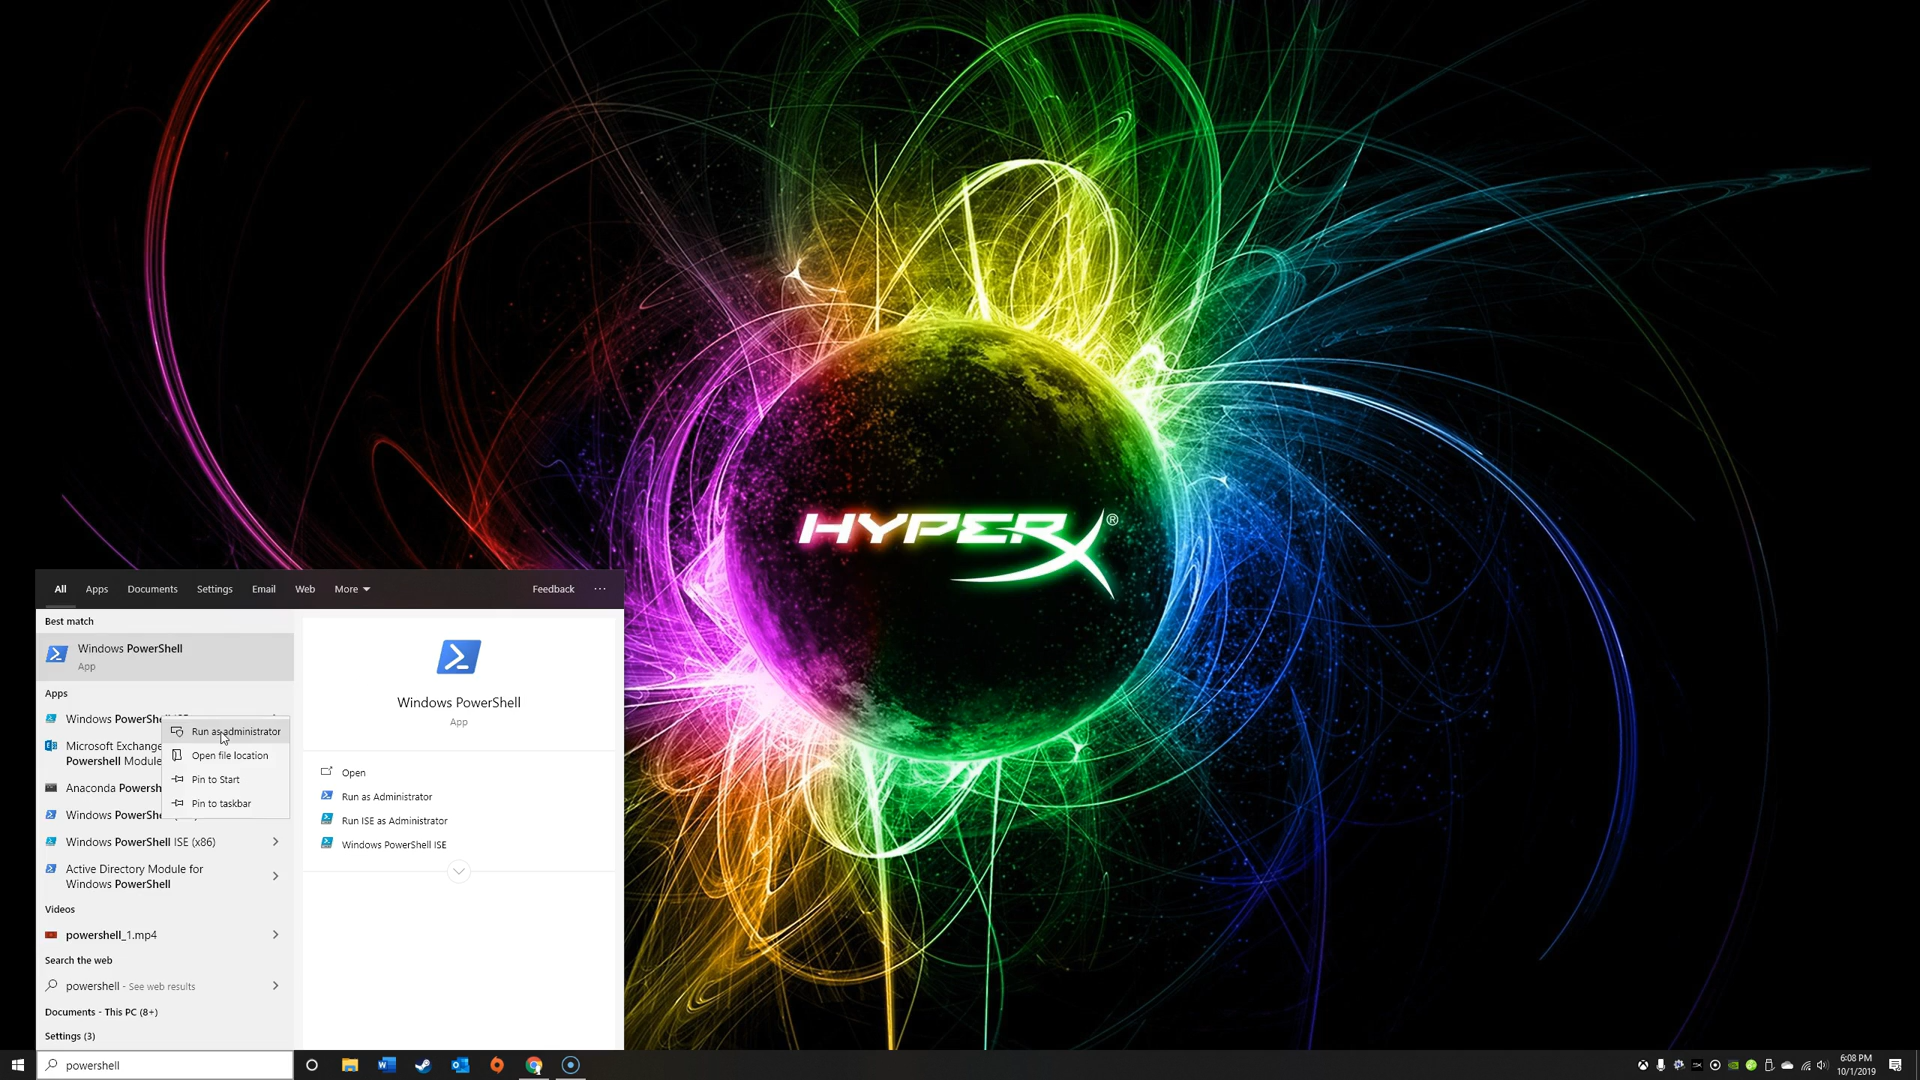 HYPERX®
All Apps Documents Settings Email Web More Feedback ···
Best match
Windows PowerShell
App
Apps
Windows PowerShe
Microsoft Exchange
Powershell Module
Anaconda Powersh
Windows PowerShe
Windows PowerShell ISE (x86)
Active Directory Module for
Windows PowerShell
Videos
powershell_1.mp4
Search the web
powershell - See web results
Documents - This PC (8+)
Settings (3)
Run as administrator
Open file location
Pin to Start
Pin to taskbar
Windows PowerShell
App
Open
Run as Administrator
Run ISE as Administrator
Windows PowerShell ISE
powershell
6:08 PM
10/1/2019